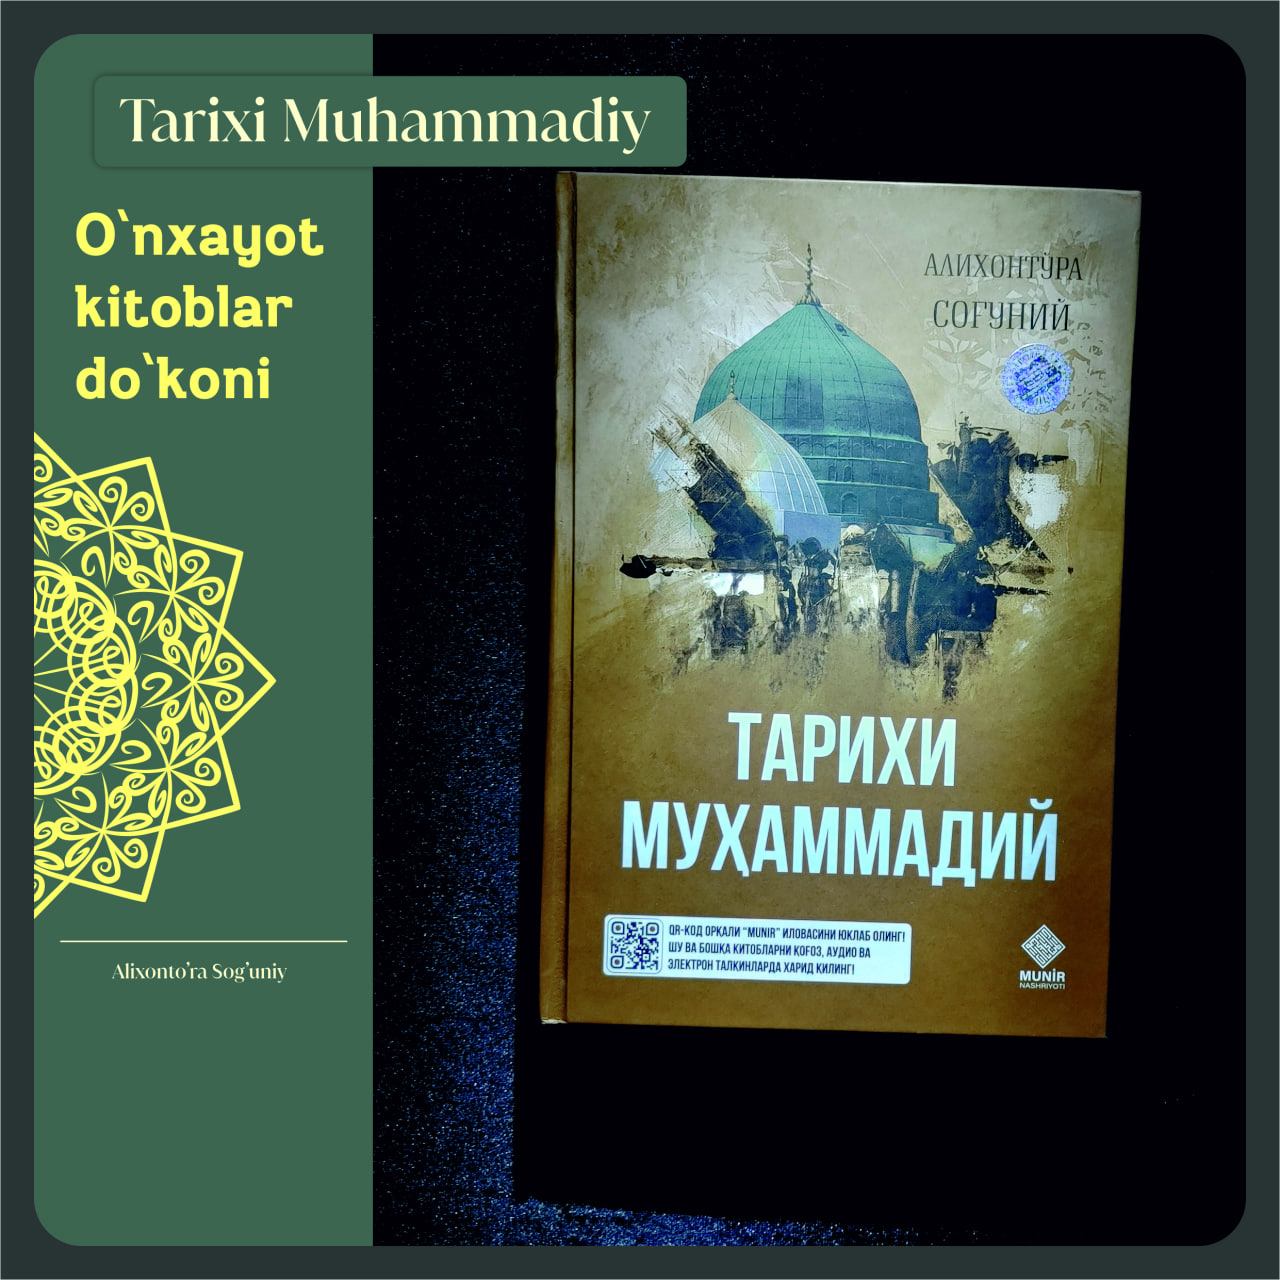 Tarixi Muhammadiy
O`nxayot
kitoblar
do`koni
Alixonto’ra Sog’uniy
АЛИХОНТЎРА
СОҒУНИЙ
ТАРИХИ
МУҲАММАДИЙ
QR-КОД ОРҚАЛИ "MUNIR" ИЛОВАСИНИ ЮКЛАБ ОЛИНГ!
ШУ ВА БОШҚА КИТОБЛАРНИ ҚОҒОЗ, АУДИО ВА
ЭЛЕКТРОН ТАЛҚИНЛАРДА ХАРИД ҚИЛИНГ!
MUNİR
NASHRIYOTI